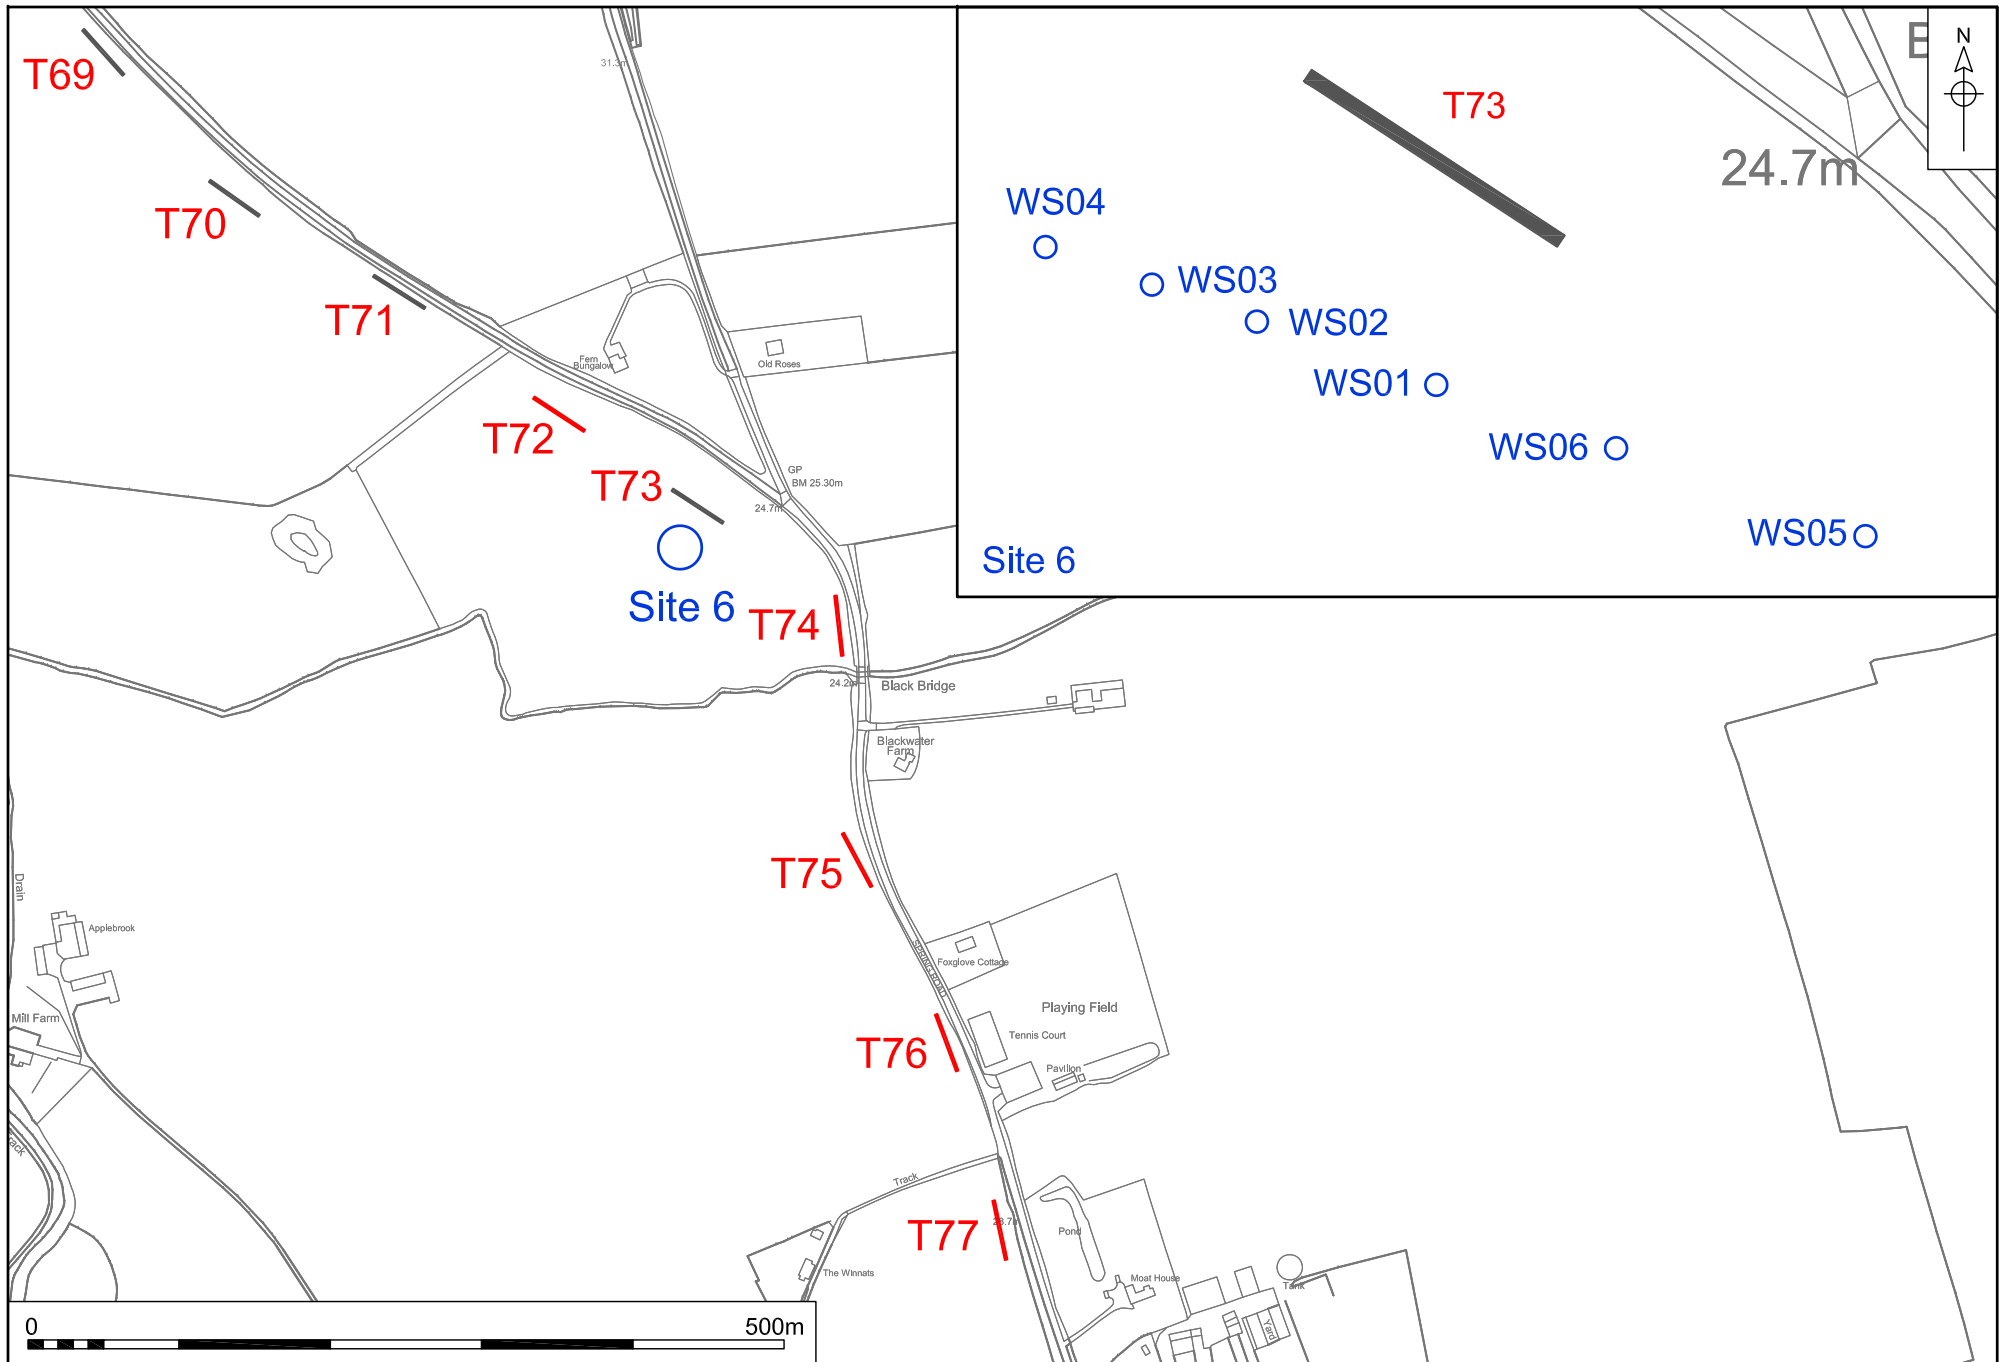 T69
31.3m
T70
T71
Fern
Bungalow
Old Roses
T72
T73
GP
BM 25.30m
24.7m
Site 6
T74
24.2m
Black Bridge
Blackwater
Farm
T75
Drain
Applebrook
SPRING ROAD
Foxglove Cottage
Mill Farm
Playing Field
T76
Tennis Court
Pavilion
Track
Track
T77
Pond
The Winnats
Moat House
Tank
Yard
0
500m
T73
24.7m
N
WS04
WS03
WS02
WS01
WS06
WS05
Site 6